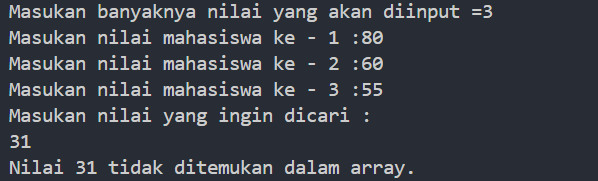 Masukan banyaknya nilai yang akan diinput =3
Masukan nilai mahasiswa ke - 1 :80
Masukan nilai mahasiswa ke - 2 :60
Masukan nilai mahasiswa ke - 3 :55
Masukan nilai yang ingin dicari :
31
Nilai 31 tidak ditemukan dalam array.